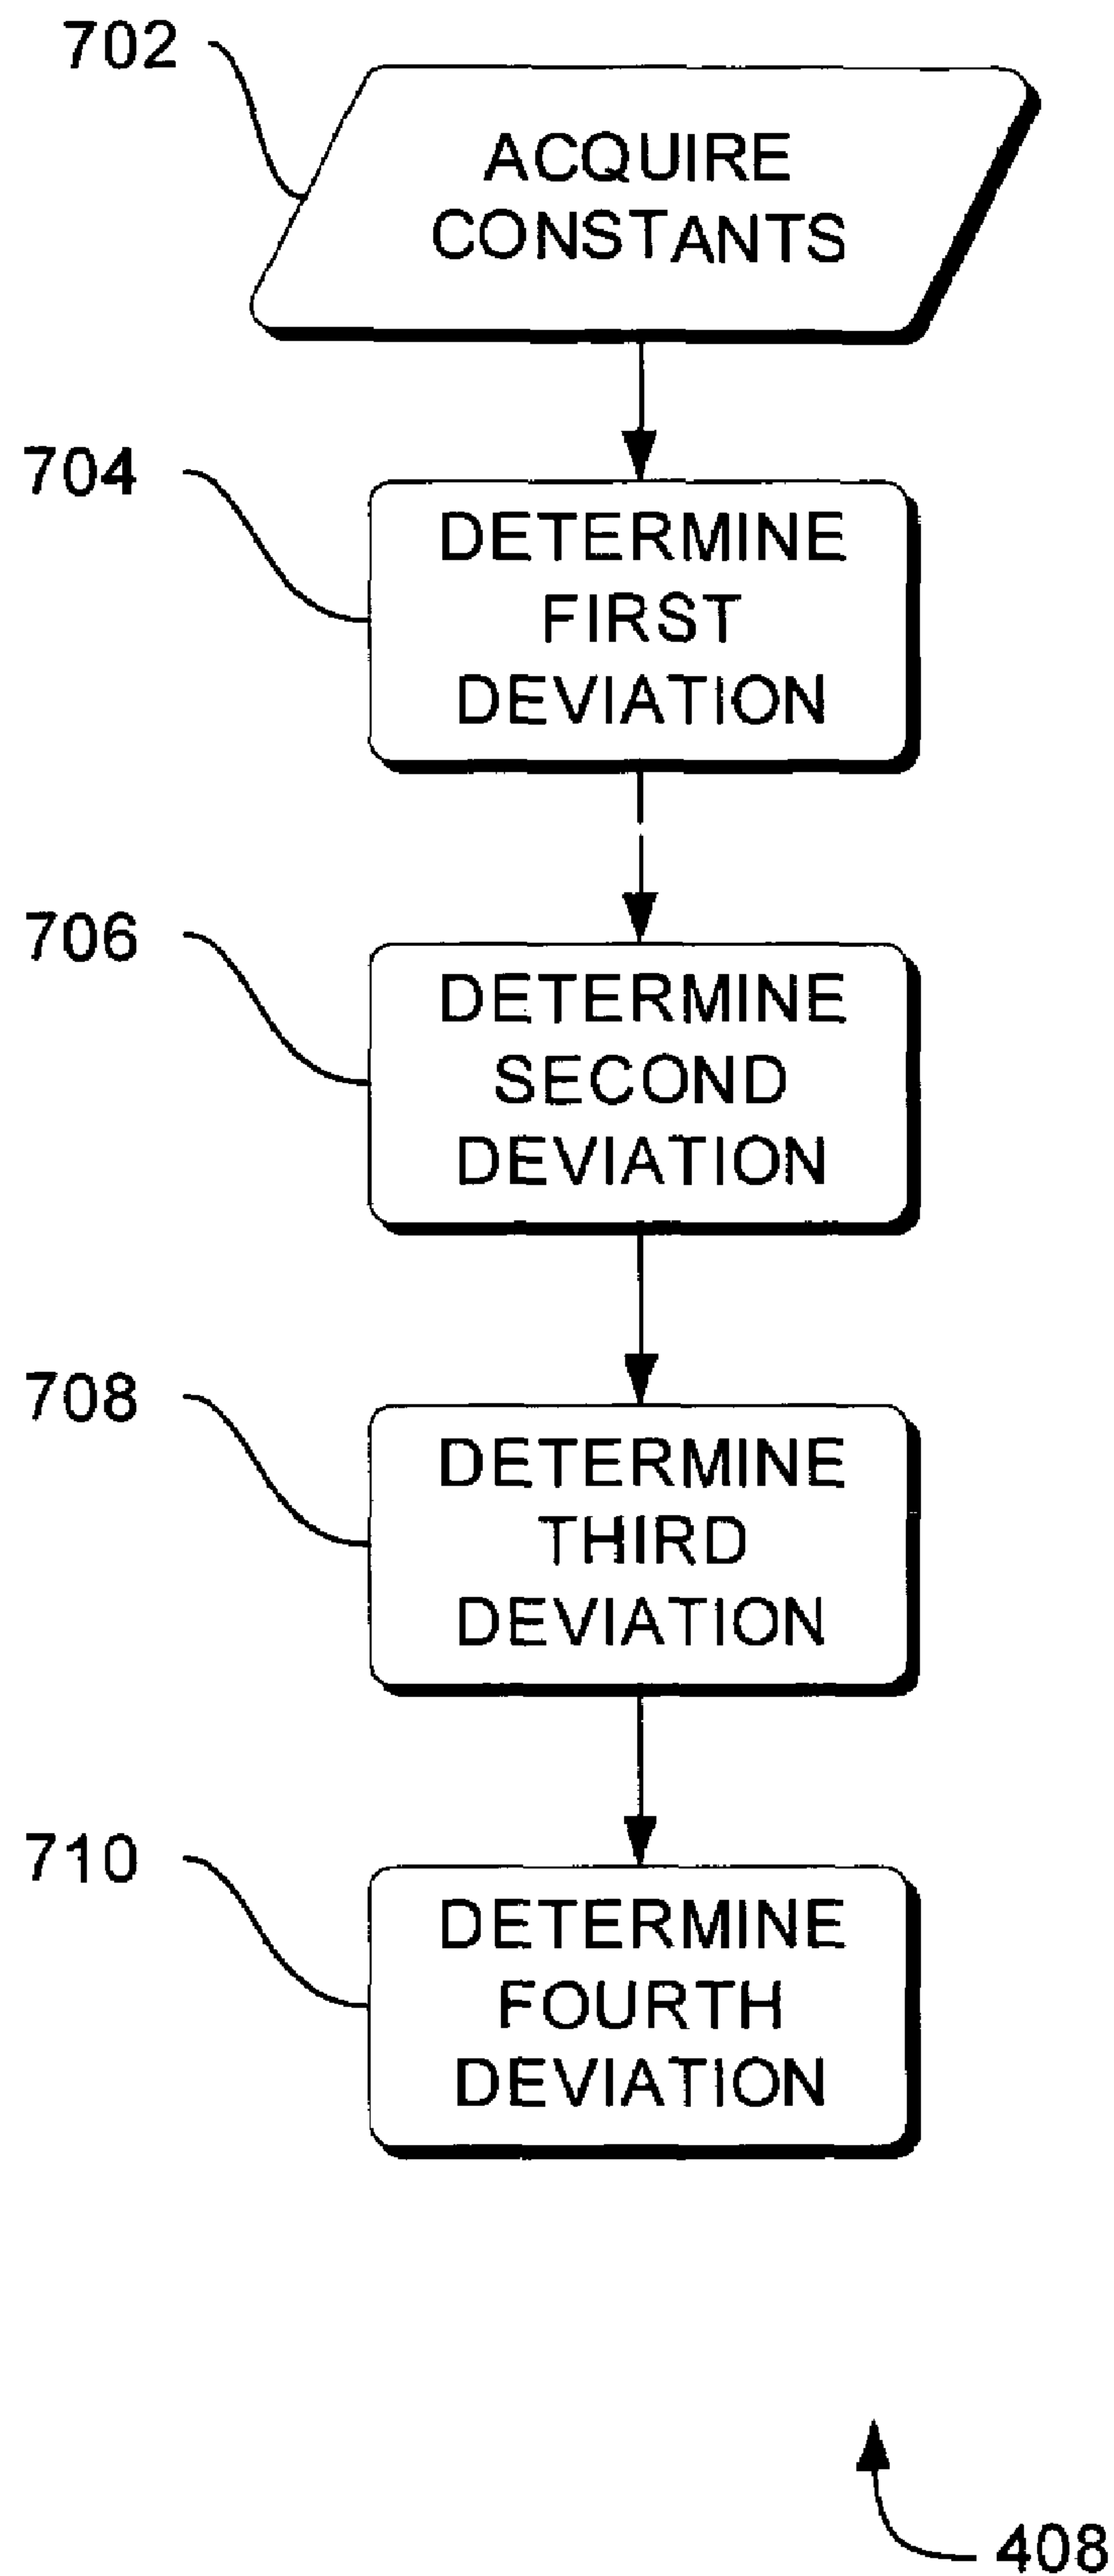 702
ACQUIRE
CONSTANTS
704
DETERMINE
FIRST
DEVIATION
706
DETERMINE
SECOND
DEVIATION
708
DETERMINE
THIRD
DEVIATION
710
DETERMINE
FOURTH
DEVIATION
408